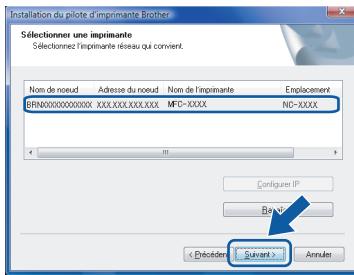 Installation du pilote d'imprimante Brother
Sélectionner une imprimante
Sélectionnez l'imprimante réseau qui convient.
Nom de noeud Adresse du noeud Nom de l'imprimante Emplacement
BRNXXXXXXXXXXXX XXX.XXX.XXX.XXX MFC-XXXX NC-XXXX
Configurer IP
< Précédent Suivant > Annuler